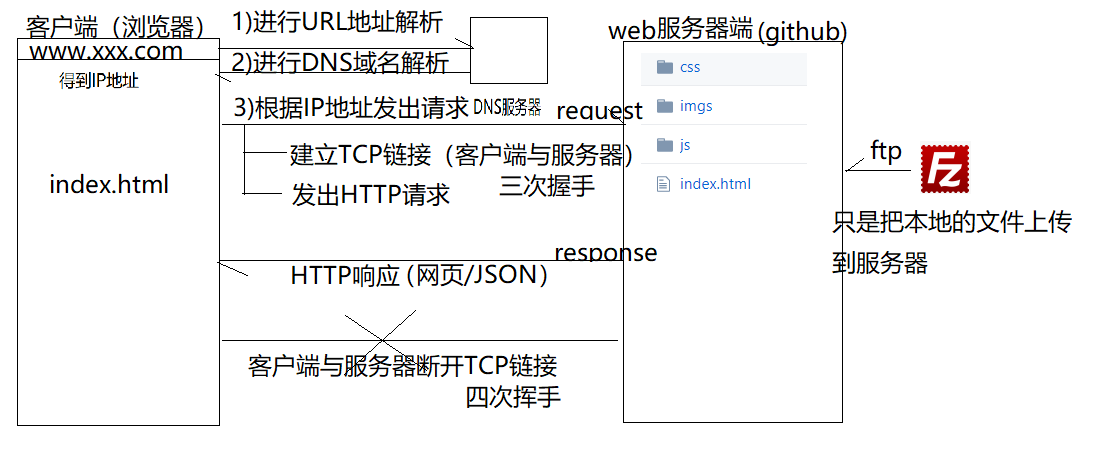 客户端（浏览器）
www.xxx.com
得到IP地址
index.html
1)进行URL地址解析
2)进行DNS域名解析
3)根据IP地址发出请求
DNS服务器
request
建立TCP链接（客户端与服务器）
三次握手
发出HTTP请求
response
HTTP响应（网页/JSON）
客户端与服务器断开TCP链接
四次挥手
web服务器端(github)
css
imgs
js
index.html
ftp
Fz
只是把本地的文件上传
到服务器